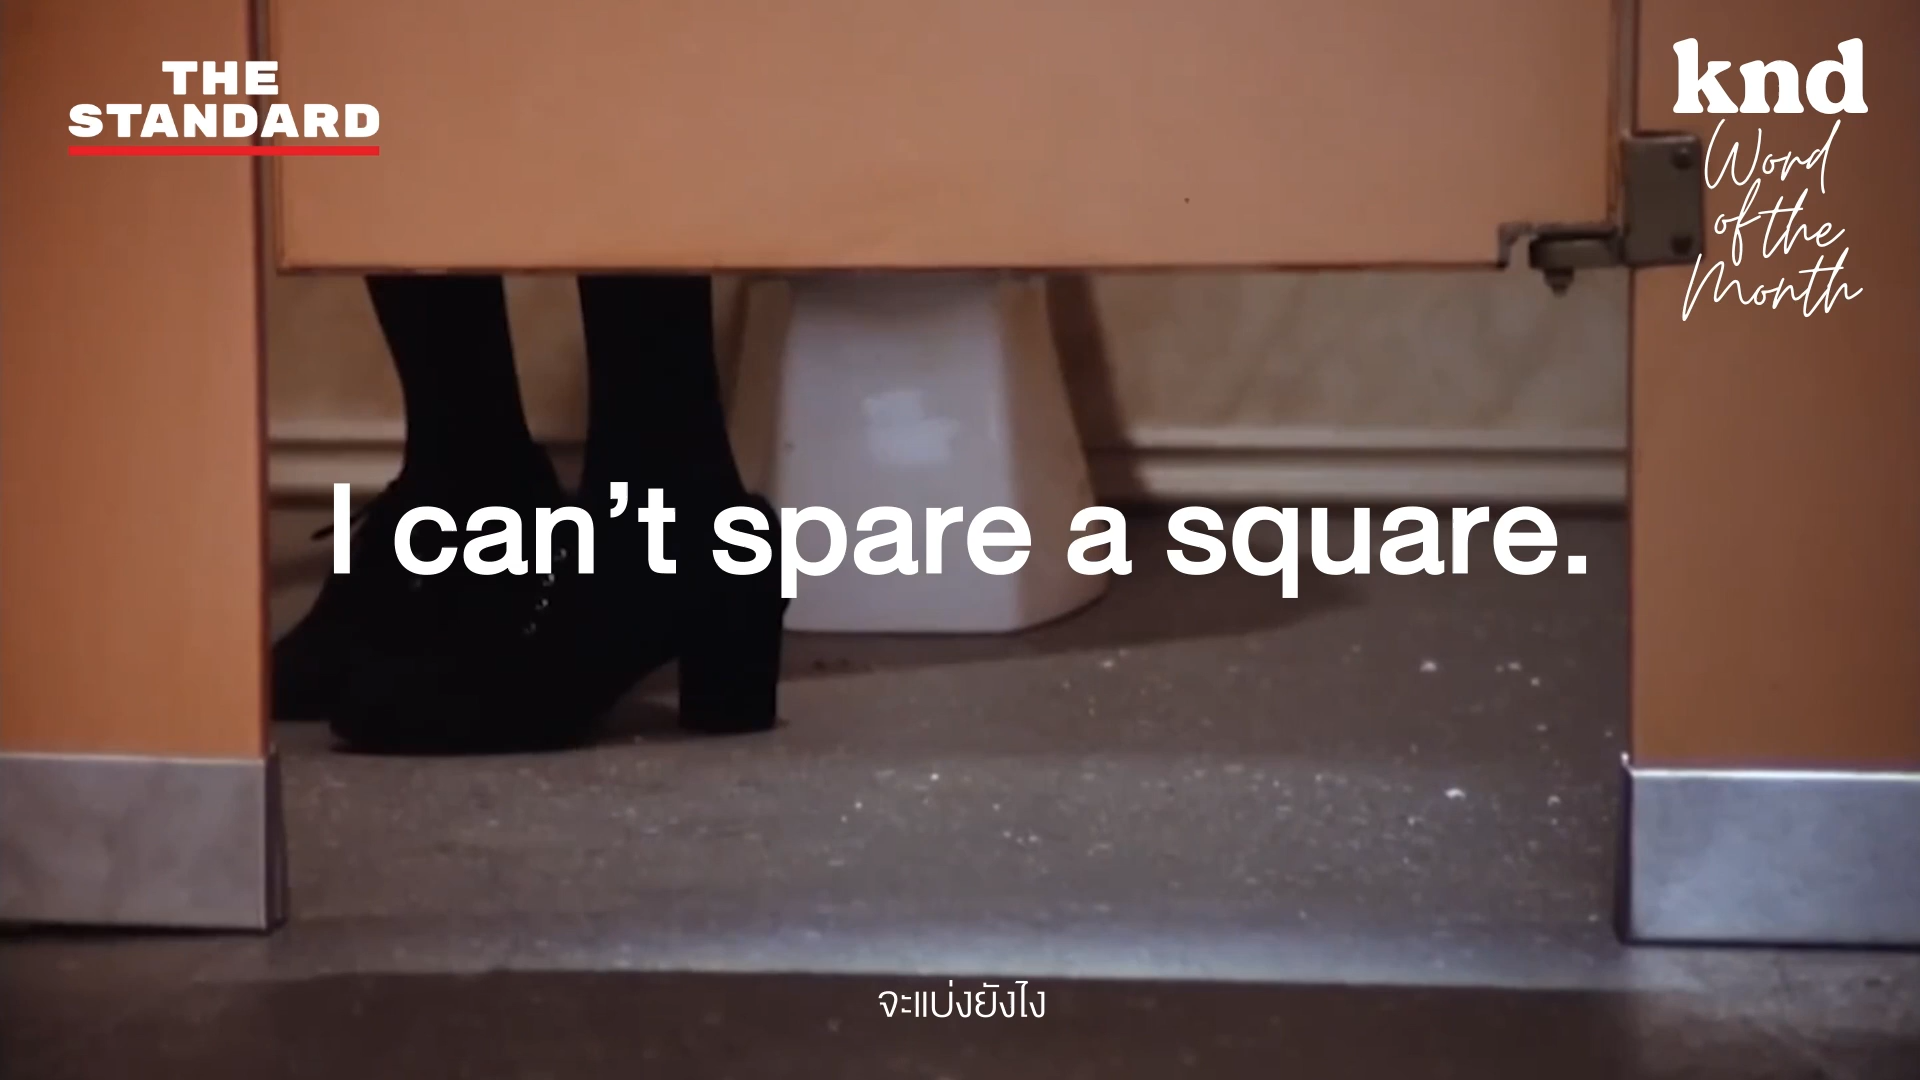 THE
STANDARD
knd
Word
of the
Month
I can’t spare a square.
จะแบ่งยังไง